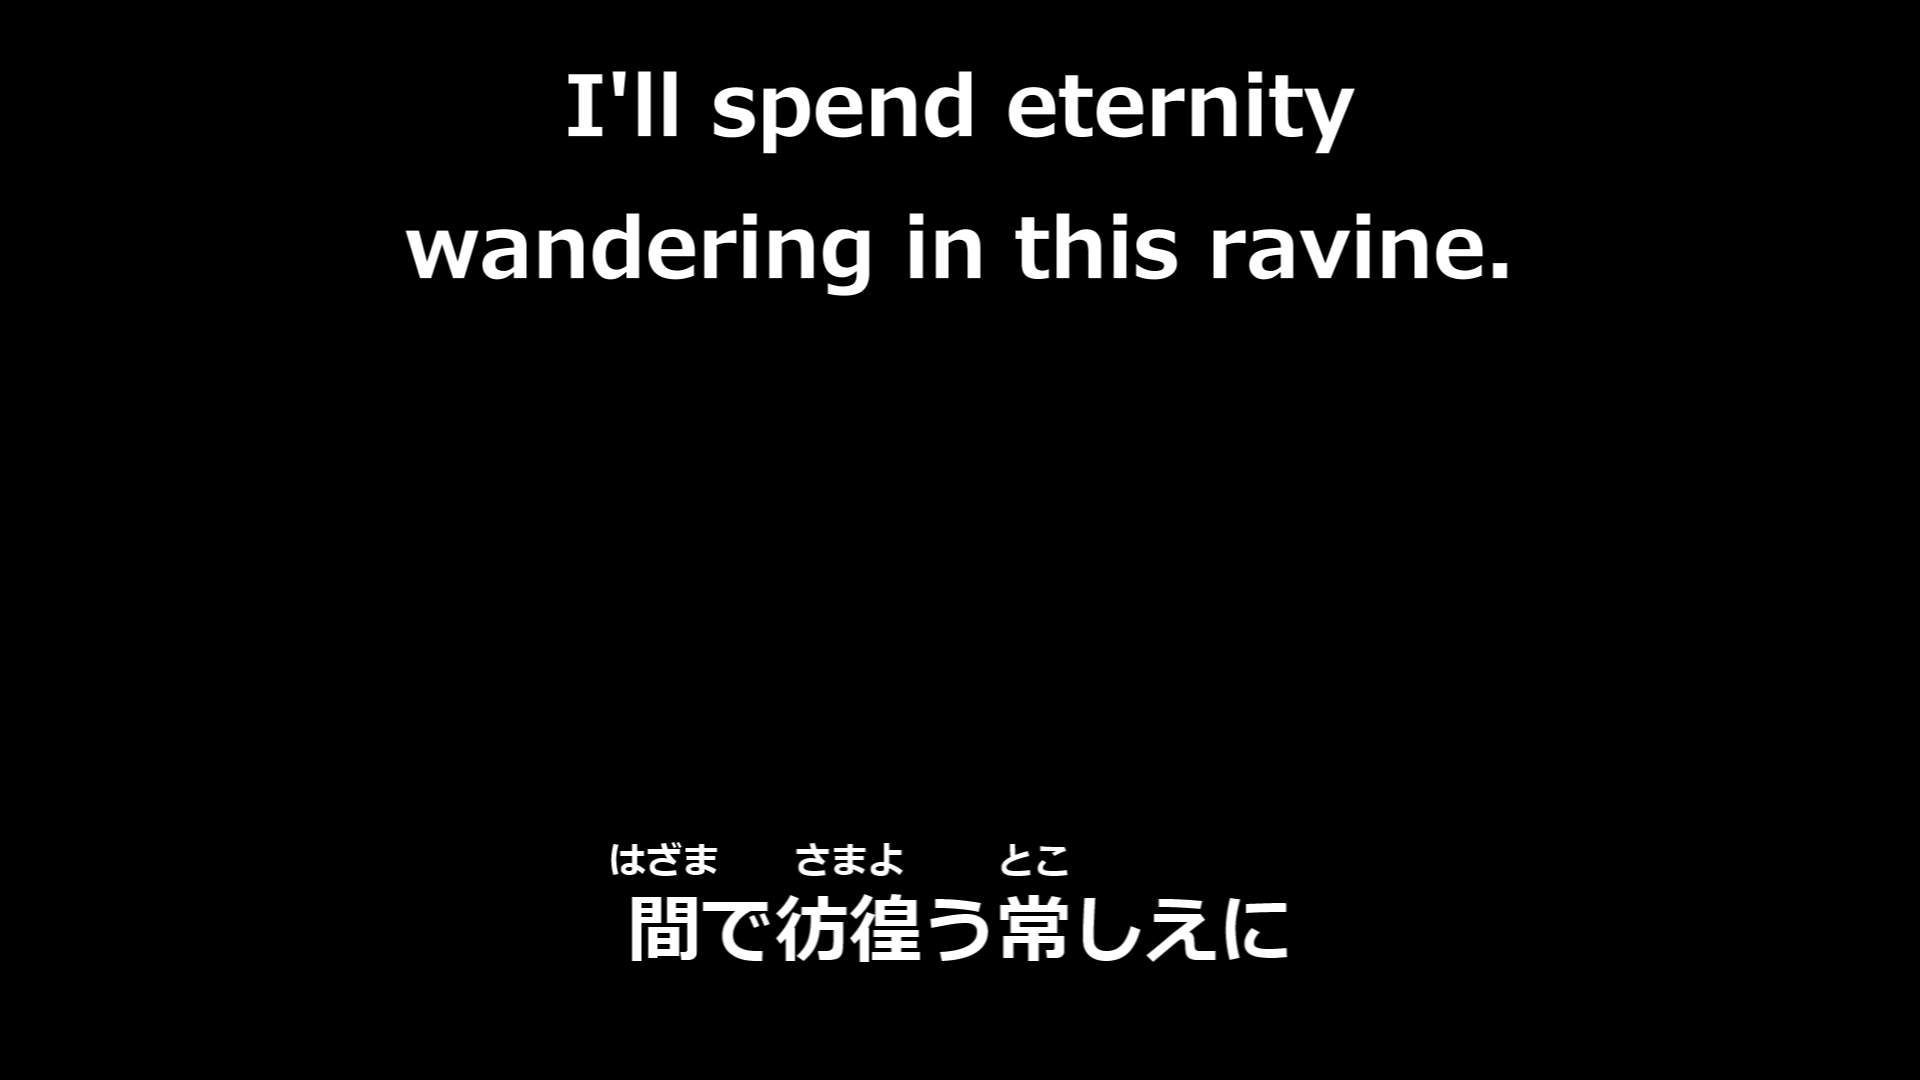 I'll spend eternity
wandering in this ravine.
はざま さまよ とこ
間で彷徨う常しえに